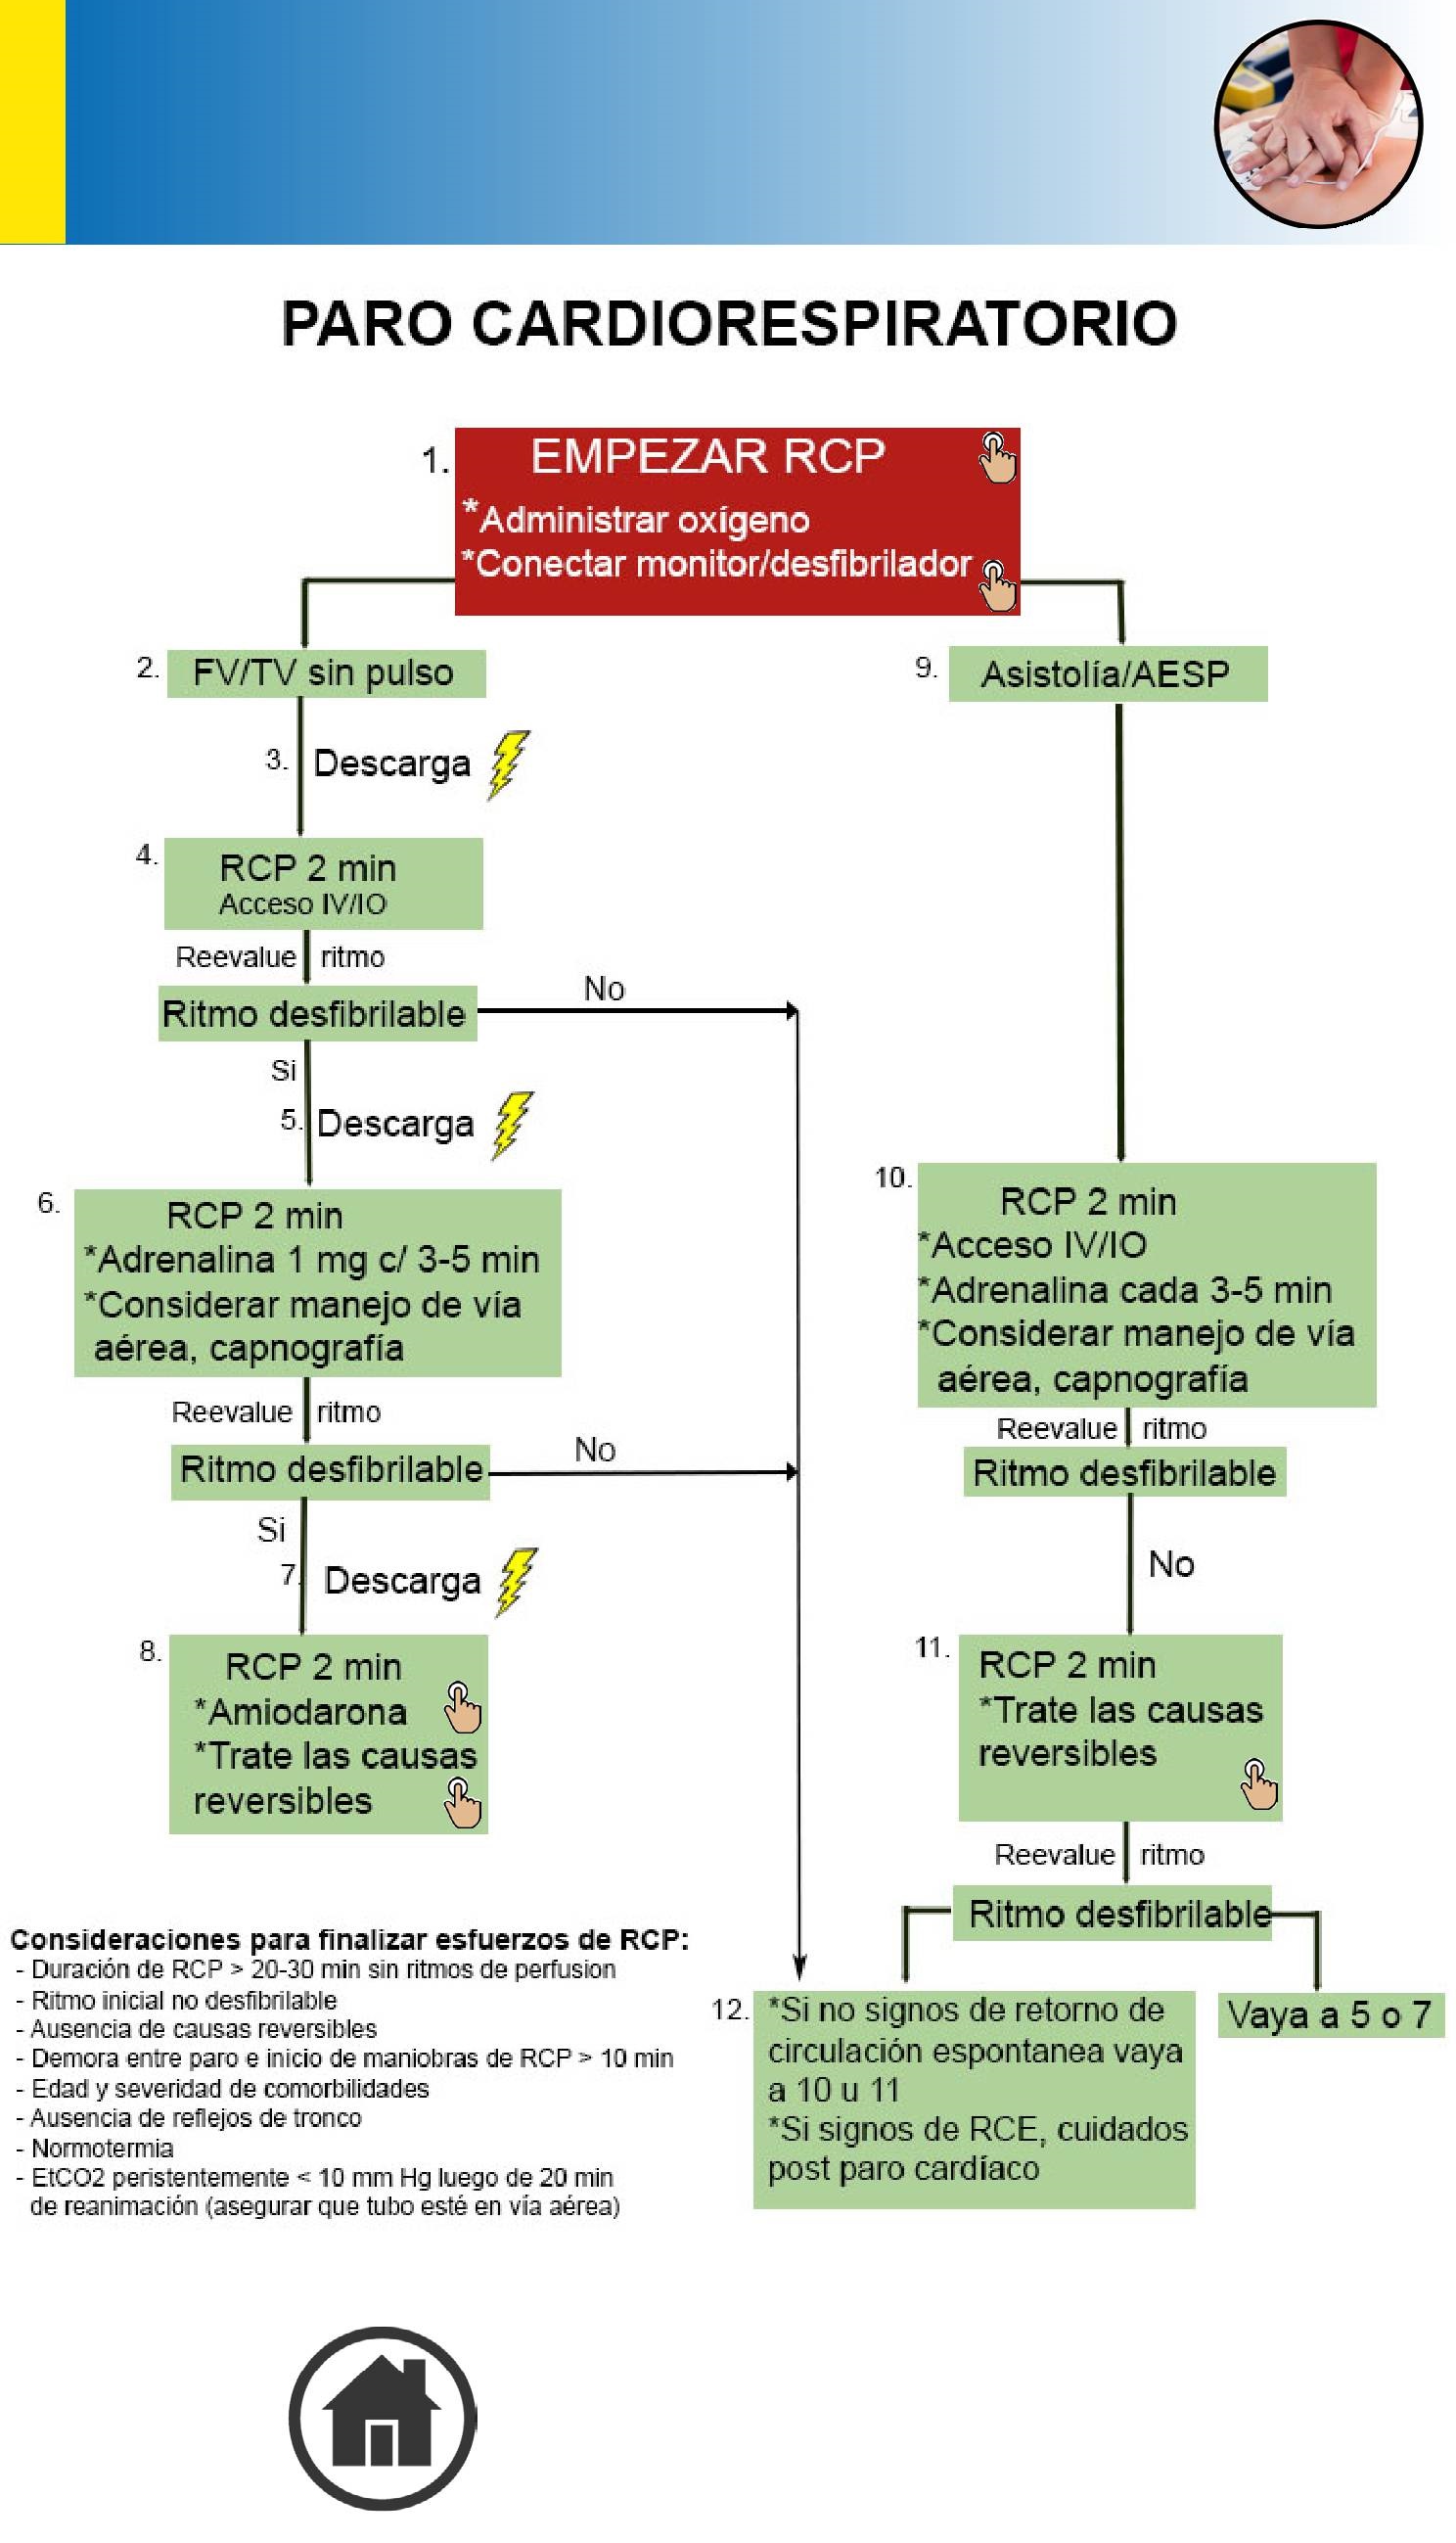 PARO CARDIORESPIRATORIO
1.
EMPEZAR RCP
*Administrar oxígeno
*Conectar monitor/desfibrilador
2.
FV/TV sin pulso
3.
Descarga
4.
RCP 2 min
Acceso IV/IO
Reevalue ritmo
Ritmo desfibrilable
No
Si
5.
Descarga
6.
RCP 2 min
*Adrenalina 1 mg c/ 3-5 min
*Considerar manejo de vía
aérea, capnografía
Reevalue ritmo
Ritmo desfibrilable
No
Si
7.
Descarga
8.
RCP 2 min
*Amiodarona
*Trate las causas
reversibles
9.
Asistolía/AESP
10.
RCP 2 min
*Acceso IV/IO
*Adrenalina cada 3-5 min
*Considerar manejo de vía
aérea, capnografía
Reevalue ritmo
Ritmo desfibrilable
No
11.
RCP 2 min
*Trate las causas
reversibles
Reevalue ritmo
Ritmo desfibrilable
12.
*Si no signos de retorno de
circulación espontanea vaya
a 10 u 11
*Si signos de RCE, cuidados
post paro cardíaco
Vaya a 5 o 7
Consideraciones para finalizar esfuerzos de RCP:
- Duración de RCP > 20-30 min sin ritmos de perfusion
- Ritmo inicial no desfibrilable
- Ausencia de causas reversibles
- Demora entre paro e inicio de maniobras de RCP > 10 min
- Edad y severidad de comorbilidades
- Ausencia de reflejos de tronco
- Normotermia
- EtCO2 peristentemente < 10 mm Hg luego de 20 min
de reanimación (asegurar que tubo esté en vía aérea)